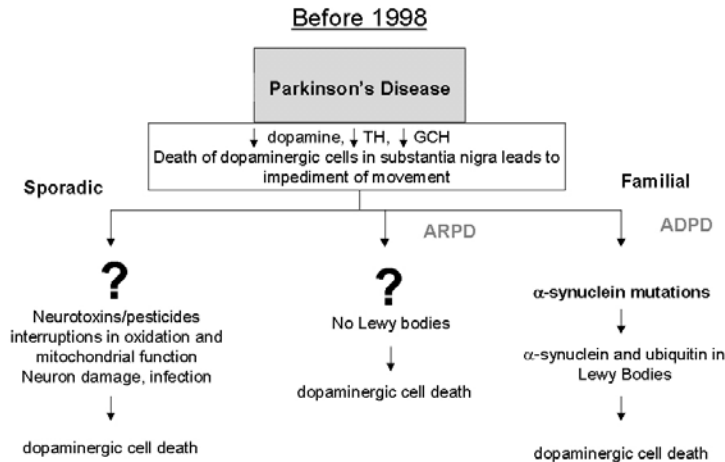 Before 1998
Parkinson's Disease
↓ dopamine, ↓ TH, ↓ GCH
Death of dopaminergic cells in substantia nigra leads to
impediment of movement
Sporadic
Familial
ARPD
ADPD
?
Neurotoxins/pesticides
interruptions in oxidation and
mitochondrial function
Neuron damage, infection
dopaminergic cell death
?
No Lewy bodies
dopaminergic cell death
α-synuclein mutations
α-synuclein and ubiquitin in
Lewy Bodies
dopaminergic cell death